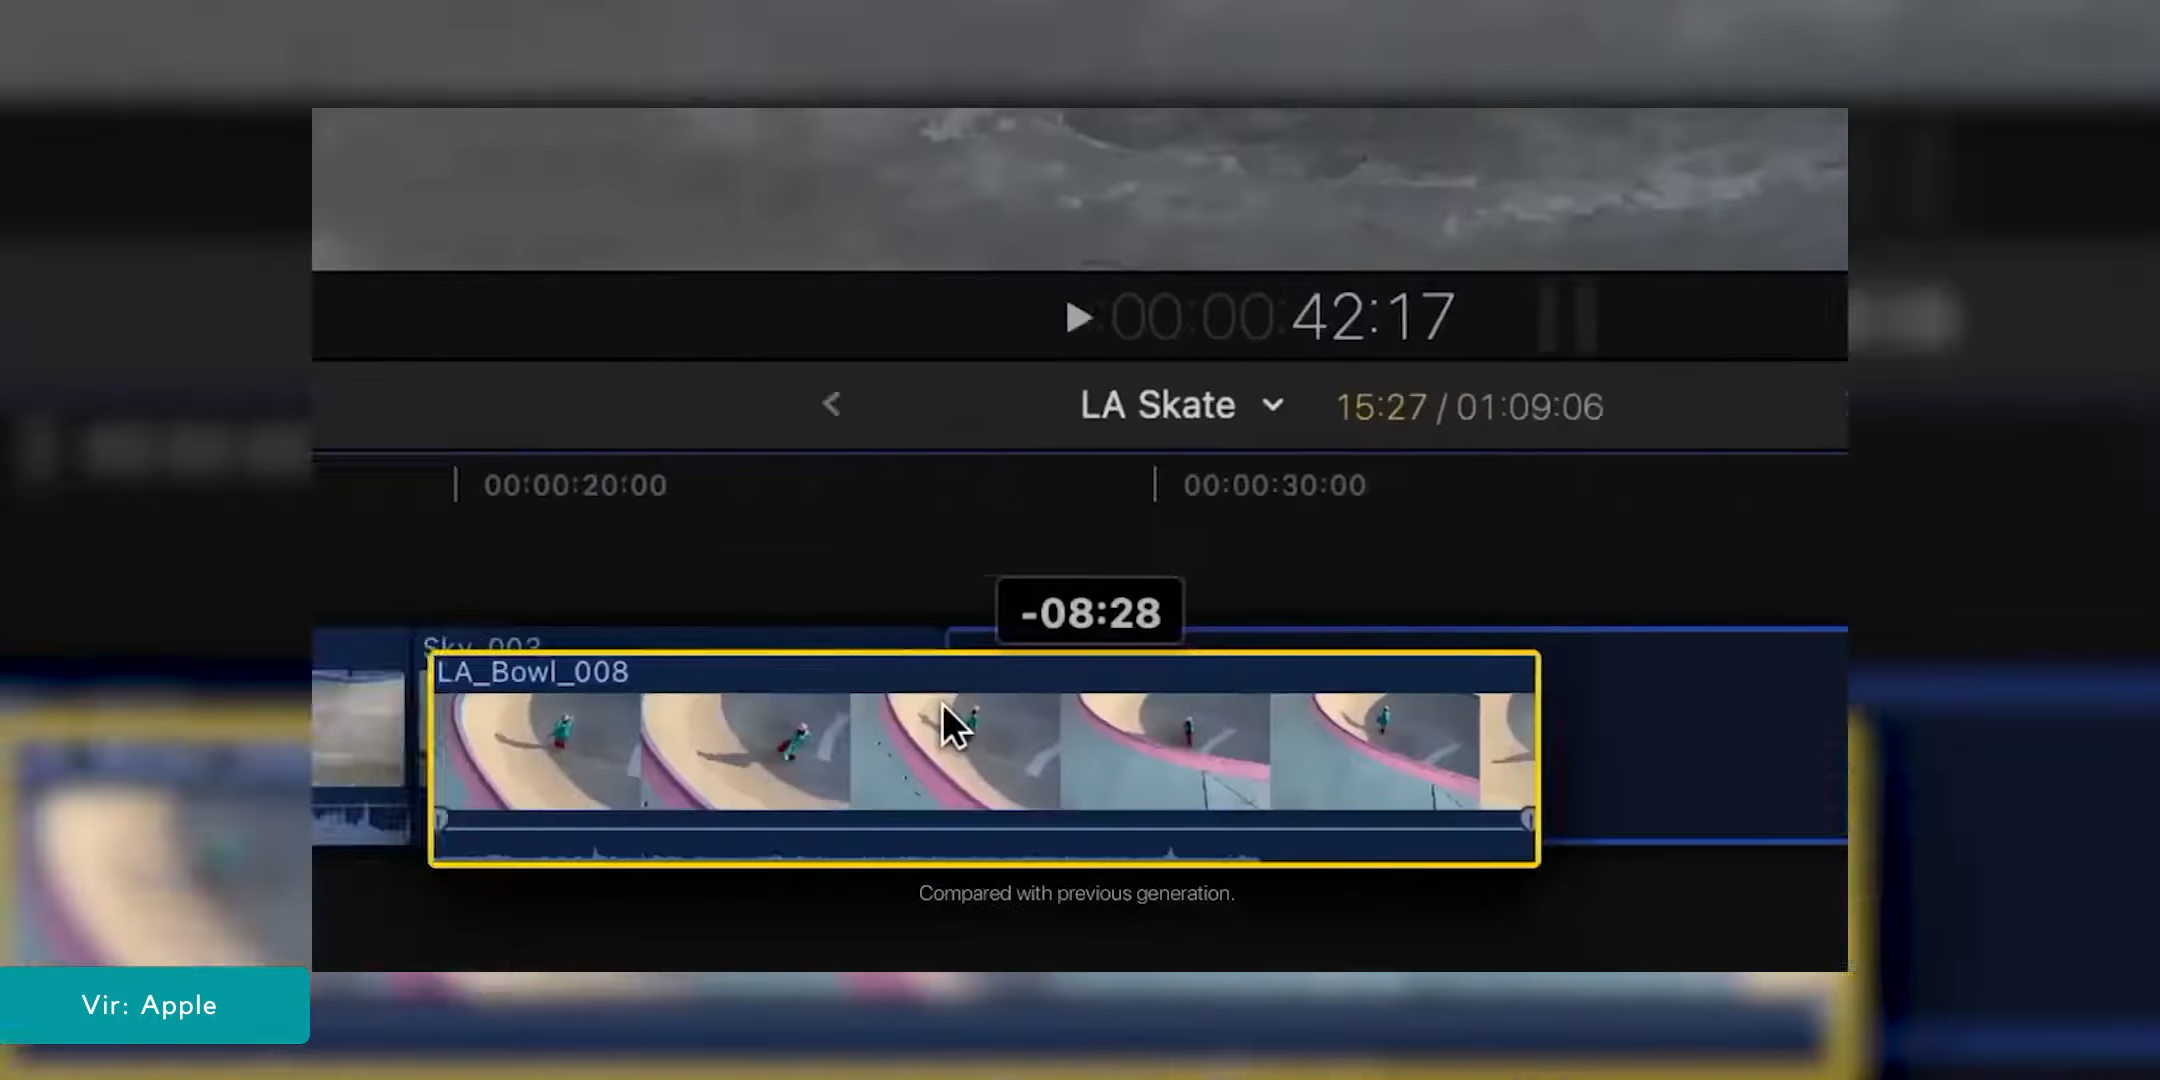 00:00:42:17
LA Skate 15:27 / 01:09:06
00:00:20:00 00:00:30:00
-08:28
Sky_003
LA_Bowl_008
Compared with previous generation.
Vir: Apple